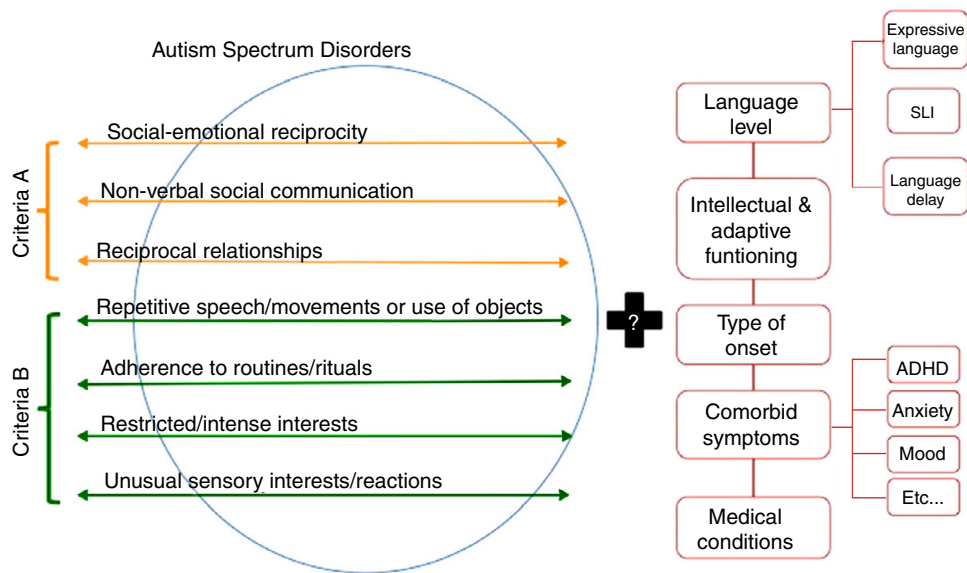 Autism Spectrum Disorders
Criteria A
Social-emotional reciprocity
Non-verbal social communication
Reciprocal relationships
Criteria B
Repetitive speech/movements or use of objects
Adherence to routines/rituals
Restricted/intense interests
Unusual sensory interests/reactions
?
Language
level
Expressive
language
SLI
Language
delay
Intellectual &
adaptive
funtioning
Type of
onset
Comorbid
symptoms
ADHD
Anxiety
Mood
Etc...
Medical
conditions